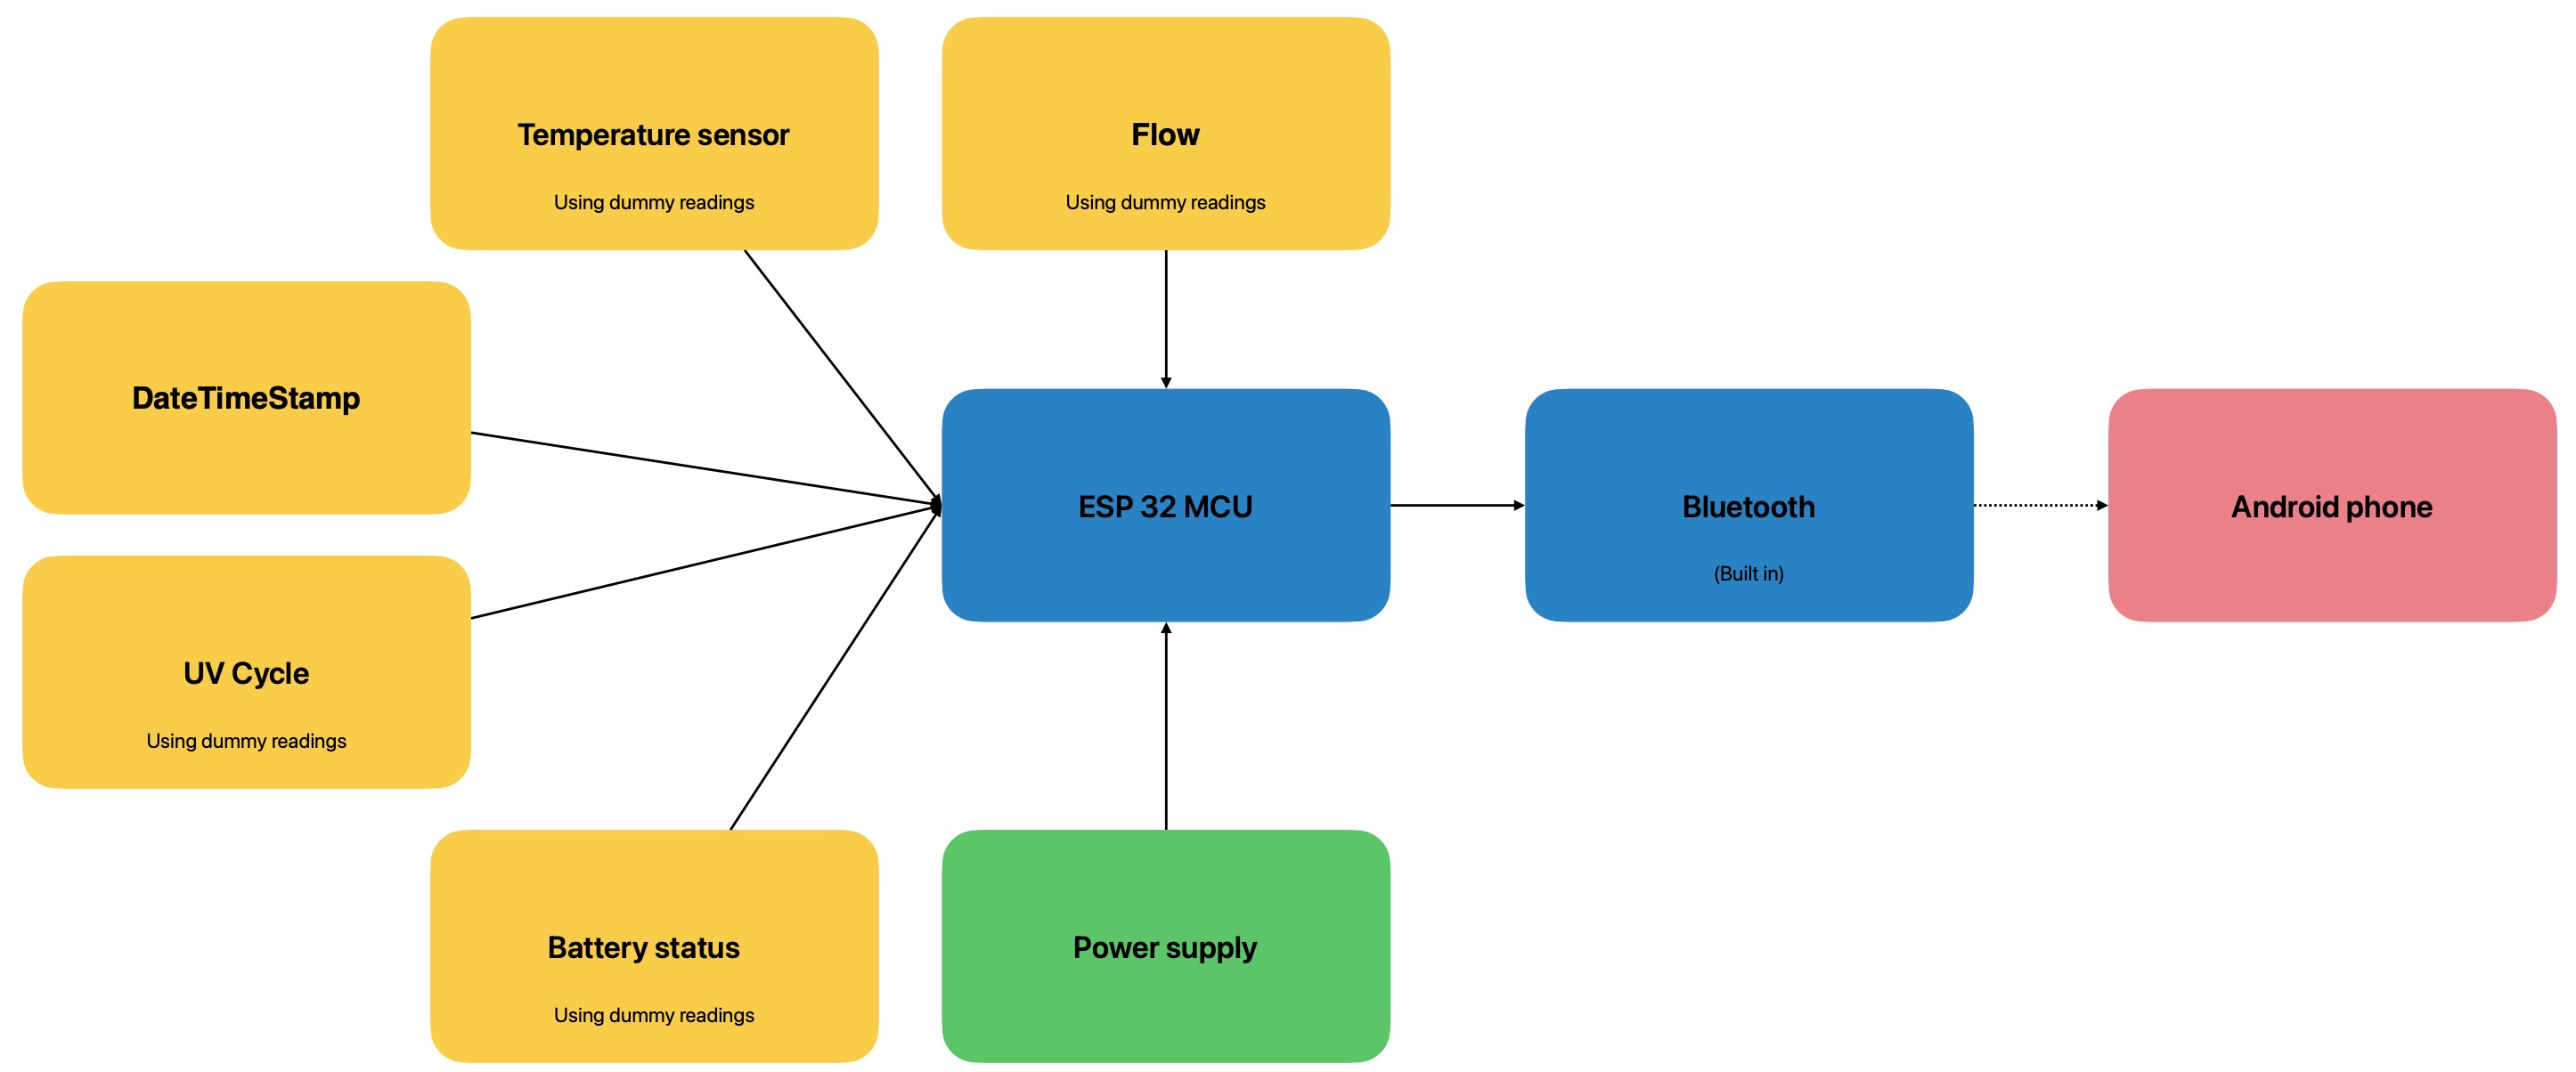 Temperature sensor
Using dummy readings
Flow
Using dummy readings
DateTimeStamp
UV Cycle
Using dummy readings
ESP 32 MCU
Bluetooth
(Built in)
Android phone
Battery status
Using dummy readings
Power supply